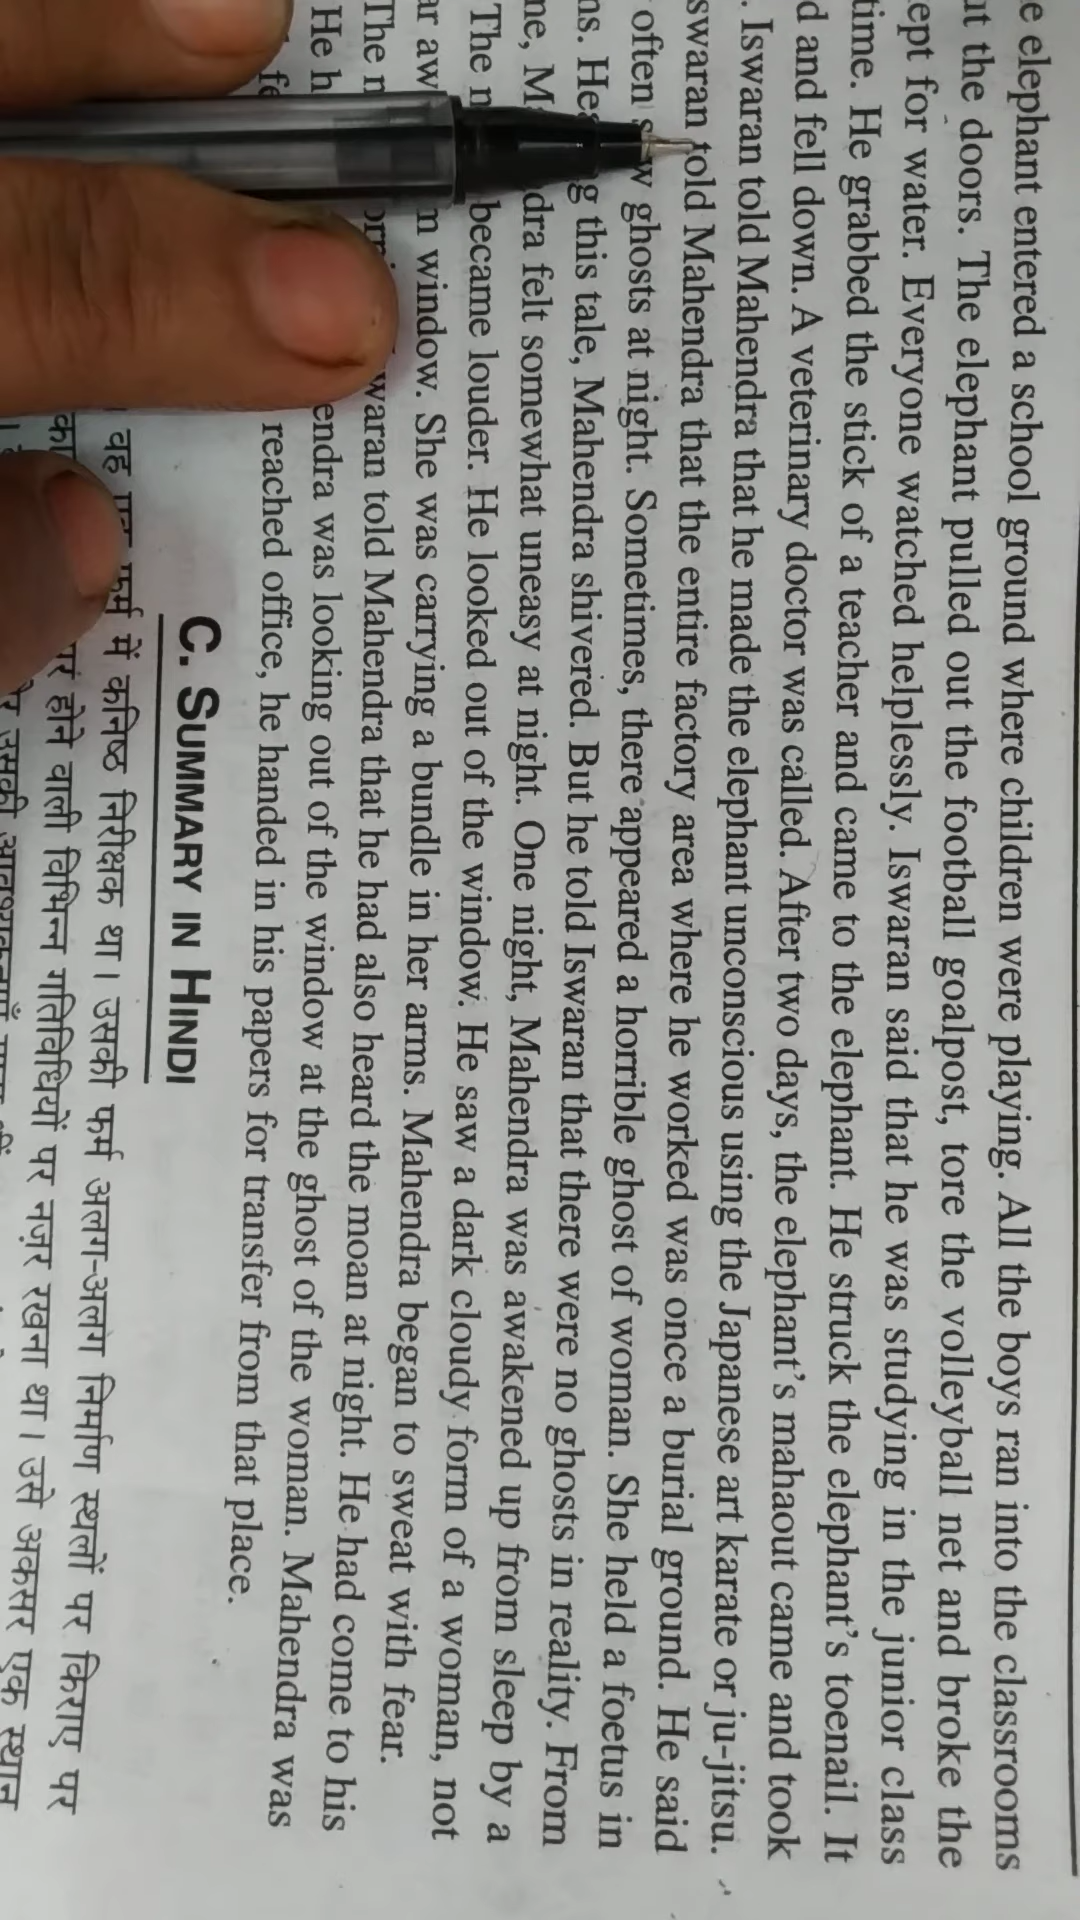 elephant entered a school ground where children were playing. All the boys ran into the classrooms
the doors. The elephant pulled out the football goalpost, tore the volleyball net and broke the
for water. Everyone watched helplessly. Iswaran said that he was studying in the junior class
time. He grabbed the stick of a teacher and came to the elephant. He struck the elephant's toenail. It
and fell down. A veterinary doctor was called. After two days, the elephant's mahaout came and took
. Iswaran told Mahendra that he made the elephant unconscious using the Japanese art karate or ju-jitsu.
told Mahendra that the entire factory area where he worked was once a burial ground. He said
often ghosts at night. Sometimes, there appeared a horrible ghost of woman. She held a foetus in
this tale, Mahendra shivered. But he told Iswaran that there were no ghosts in reality. From
felt somewhat uneasy at night. One night, Mahendra was awakened up from sleep by a
The became louder. He looked out of the window. He saw a dark cloudy form of a woman, not
window. She was carrying a bundle in her arms. Mahendra began to sweat with fear.
The told Mahendra that he had also heard the moan at night. He had come to his
He was looking out of the window at the ghost of the woman. Mahendra was
reached office, he handed in his papers for transfer from that place.
C. SUMMARY IN HINDI
वह फर्म में कनिष्ठ निरीक्षक था। उसकी फर्म अलग-अलग निर्माण स्थलों पर किराए पर
होने वाली विभिन्न गतिविधियों पर नज़र रखना था। उसे अकसर एक स्थान
उसकी